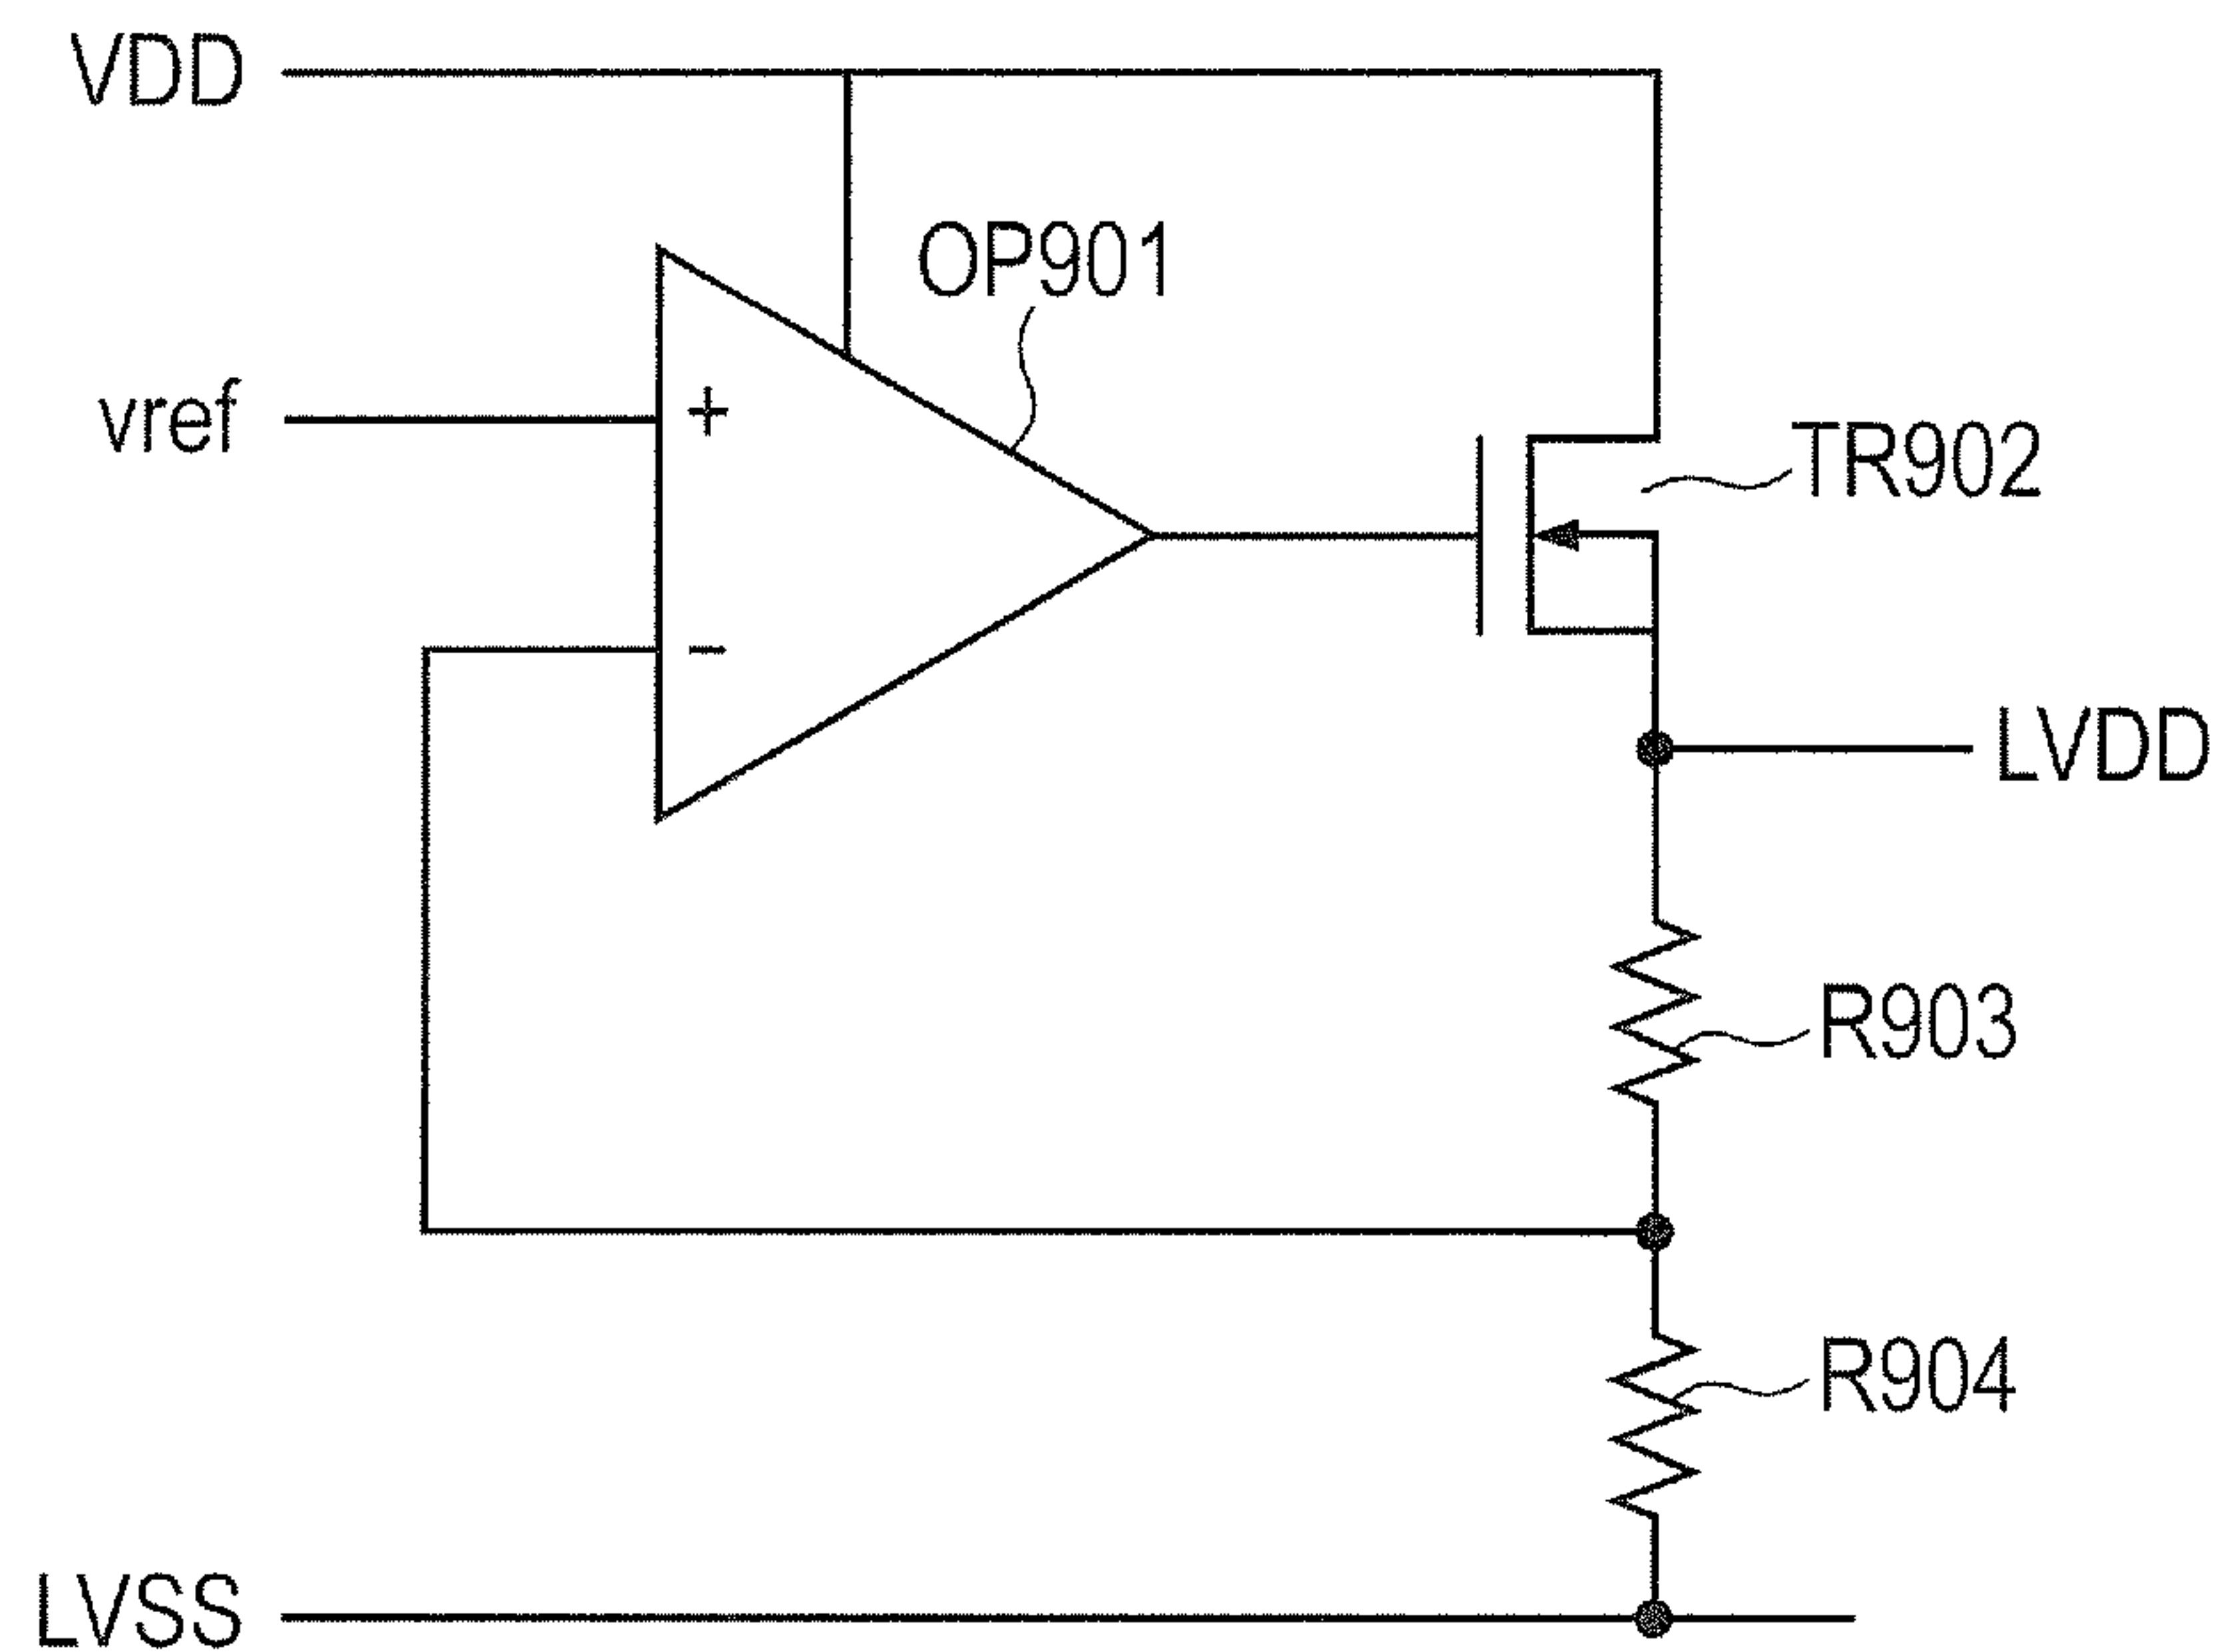 VDD
OP901
vref
+
TR902
-
LVDD
R903
R904
LVSS